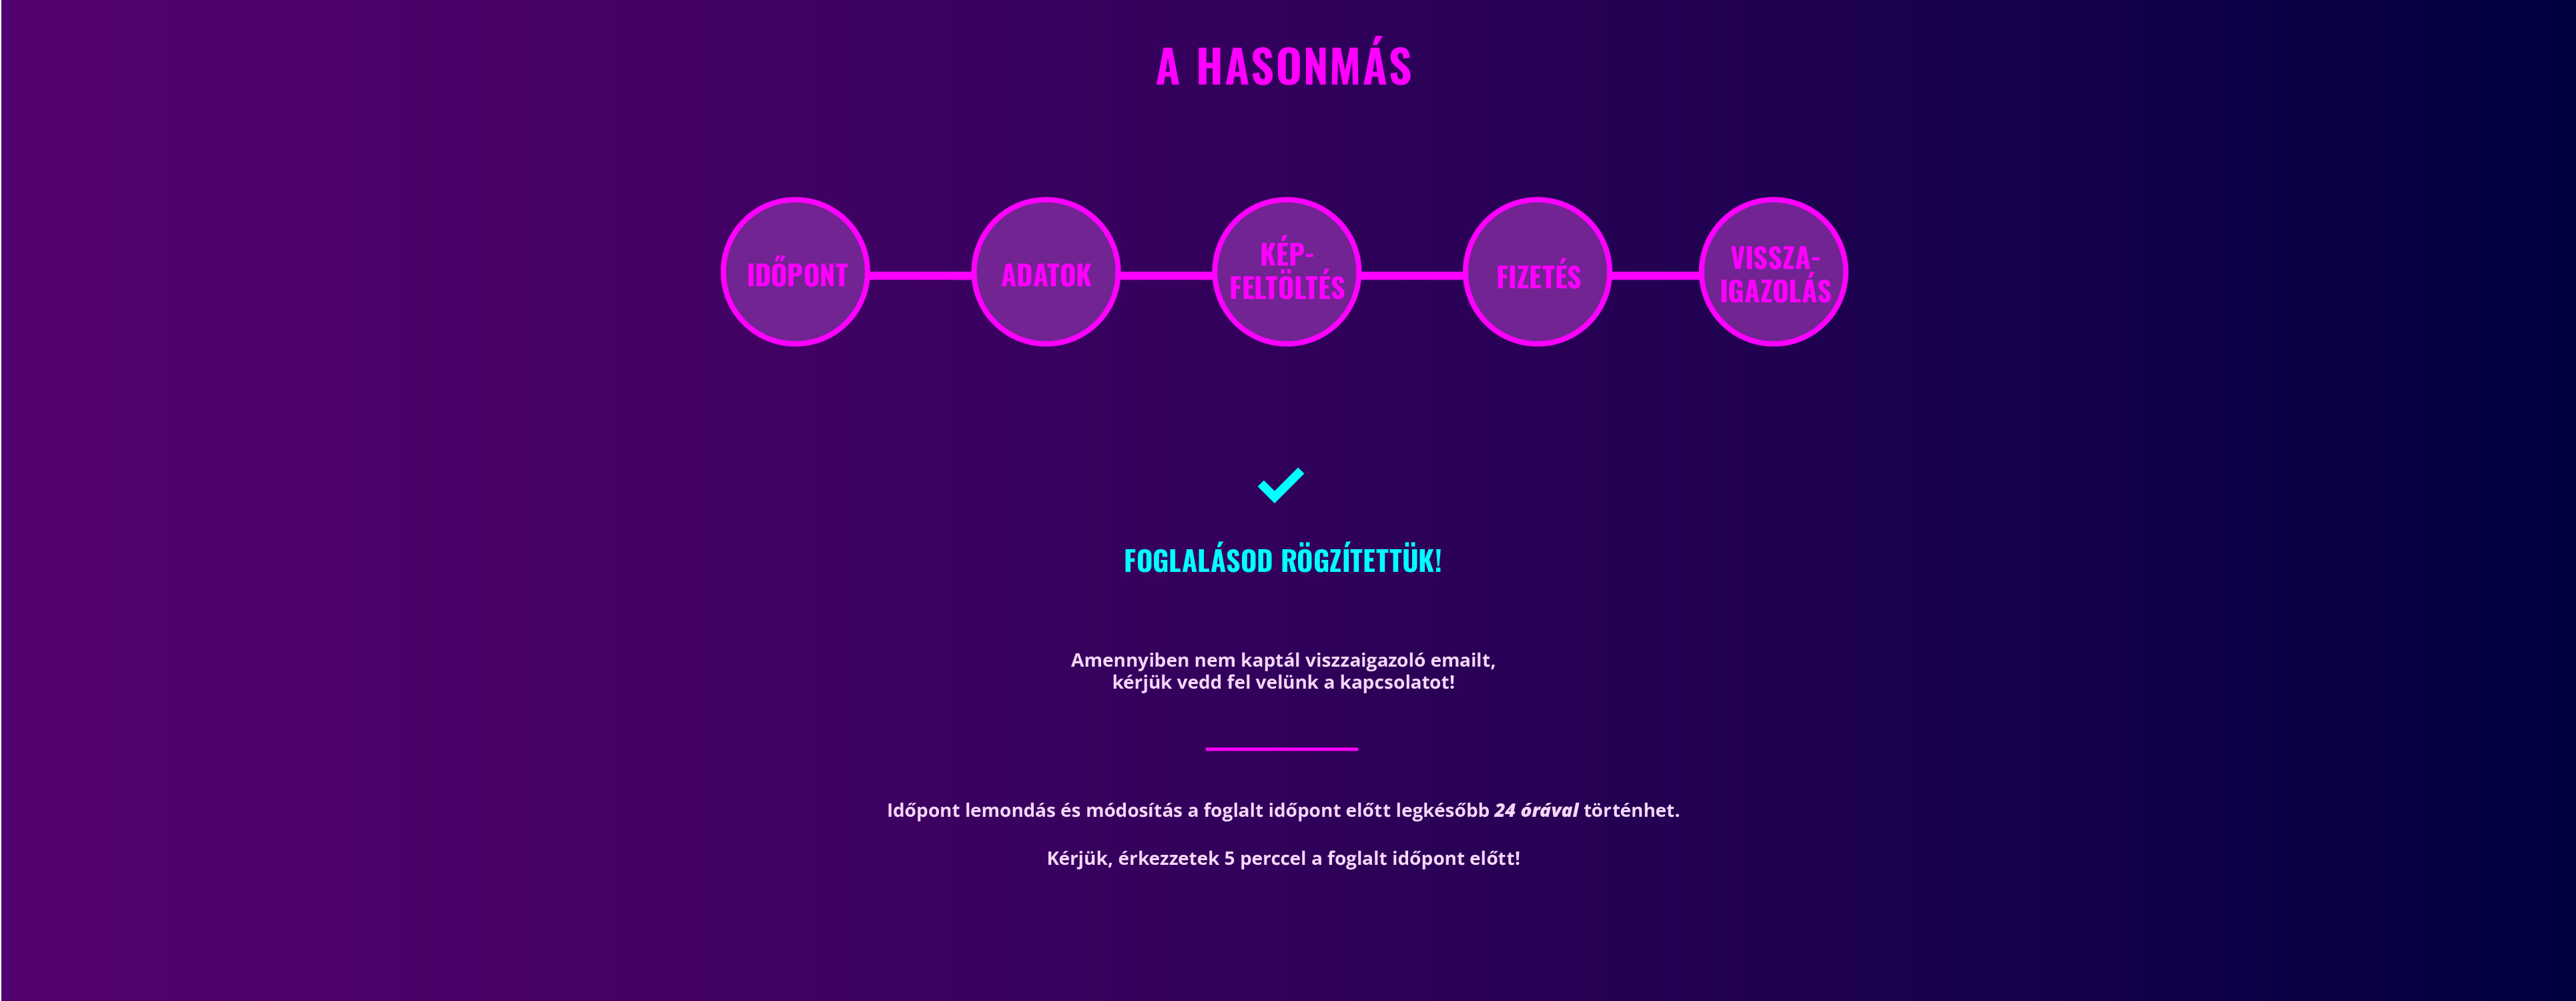 A HASONMÁS
IDŐPONT
ADATOK
KÉP-
FELTÖLTÉS
FIZETÉS
VISSZA-
IGAZOLÁS
FOGLALÁSOD RÖGZÍTETTÜK!
Amennyiben nem kaptál viszzaigazoló emailt,
kérjük vedd fel velünk a kapcsolatot!
Időpont lemondás és módosítás a foglalt időpont előtt legkésőbb 24 órával történhet.
Kérjük, érkezzetek 5 perccel a foglalt időpont előtt!